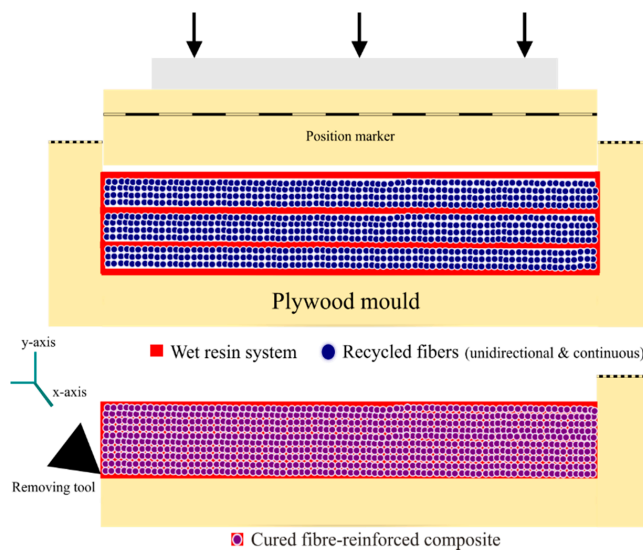 Position marker
Plywood mould
Wet resin system
Recycled fibers (unidirectional & continuous)
y-axis
x-axis
Removing tool
Cured fibre-reinforced composite